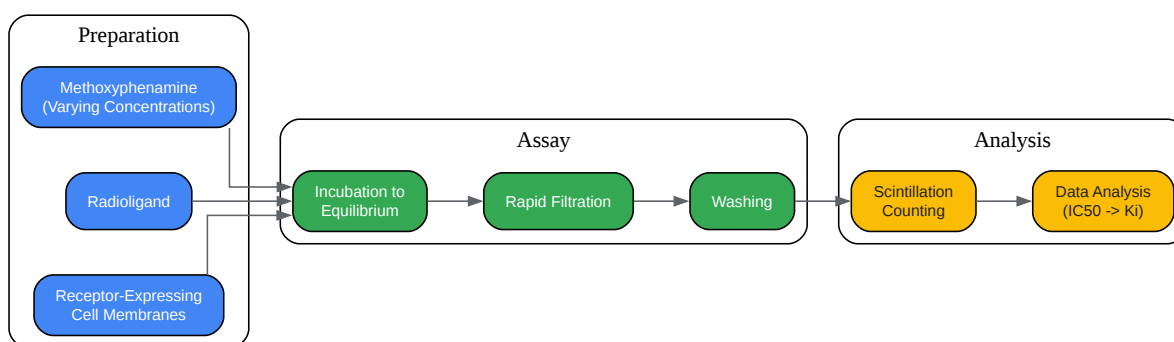 Preparation
Methoxyphenamine
(Varying Concentrations)
Radioligand
Receptor-Expressing
Cell Membranes
Assay
Incubation to
Equilibrium
Rapid Filtration
Washing
Analysis
Scintillation
Counting
Data Analysis
(IC50 -> Ki)